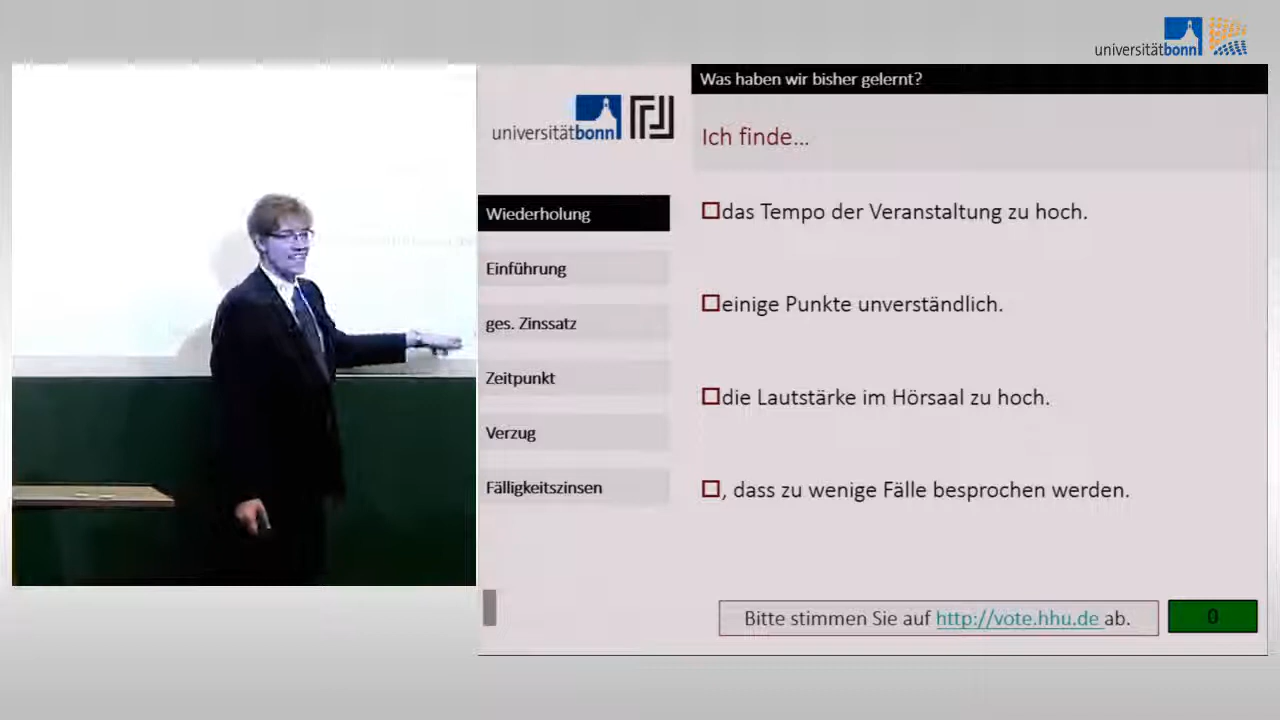 universitätbonn
Was haben wir bisher gelernt?
universitätbonn
Ich finde...
Wiederholung
Einführung
ges. Zinssatz
Zeitpunkt
Verzug
Fälligkeitszinsen
das Tempo der Veranstaltung zu hoch.
einige Punkte unverständlich.
die Lautstärke im Hörsaal zu hoch.
, dass zu wenige Fälle besprochen werden.
Bitte stimmen Sie auf http://vote.hhu.de ab.
0